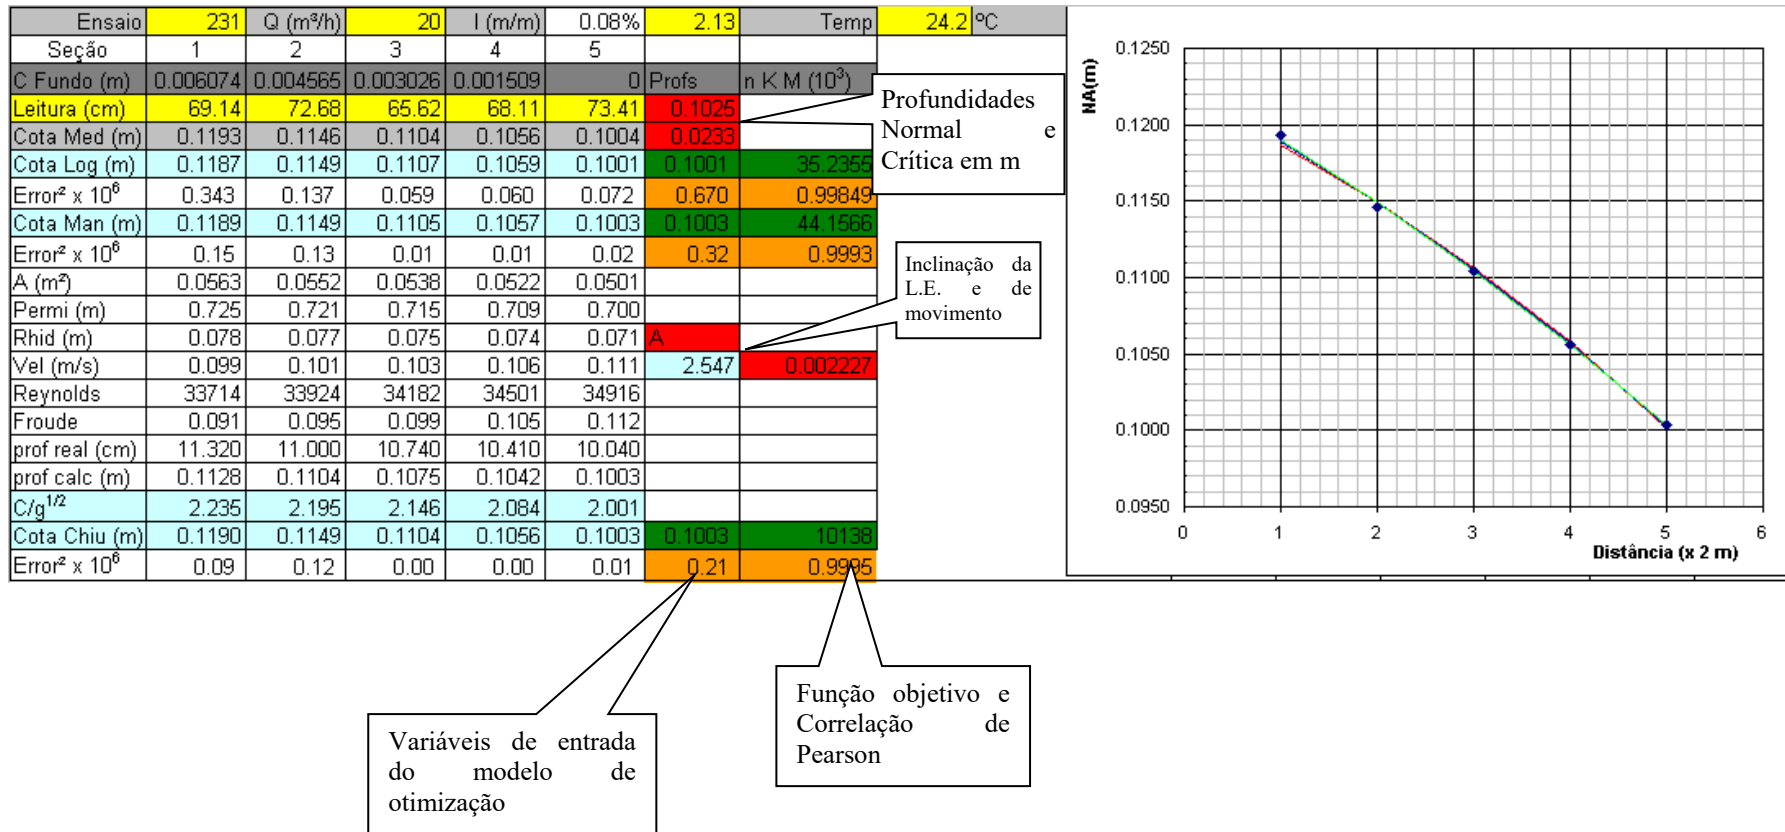 Ensaio 231 Q (m³/h) 20 I (m/m) 0.08% 2.13 Temp 24.2 ºC
Seção 1 2 3 4 5
C Fundo (m) 0.006074 0.004565 0.003026 0.001509 0 Profs n K M (10³)
Leitura (cm) 69.14 72.68 65.62 68.11 73.41 0.1025
Cota Med (m) 0.1193 0.1146 0.1104 0.1056 0.1004 0.0233
Cota Log (m) 0.1187 0.1149 0.1107 0.1059 0.1001 0.1001 35.2355
Error² x 10⁶ 0.343 0.137 0.059 0.060 0.072 0.670 0.99849
Cota Man (m) 0.1189 0.1149 0.1105 0.1057 0.1003 0.1003 44.1566
Error² x 10⁶ 0.15 0.13 0.01 0.01 0.02 0.32 0.9993
A (m²) 0.0563 0.0552 0.0538 0.0522 0.0501
Permi (m) 0.725 0.721 0.715 0.709 0.700
Rhid (m) 0.078 0.077 0.075 0.074 0.071 A
Vel (m/s) 0.099 0.101 0.103 0.106 0.111 2.547 0.002227
Reynolds 33714 33924 34182 34501 34916
Froude 0.091 0.095 0.099 0.105 0.112
prof real (cm) 11.320 11.000 10.740 10.410 10.040
prof calc (m) 0.1128 0.1104 0.1075 0.1042 0.1003
C/g^1/2 2.235 2.195 2.146 2.084 2.001
Cota Chiu (m) 0.1190 0.1149 0.1104 0.1056 0.1003 0.1003 10138
Error² x 10⁶ 0.09 0.12 0.00 0.00 0.01 0.21 0.9995
Profundidades
Normal e
Crítica em m
Inclinação da
L.E. e de
movimento
Variáveis de entrada
do modelo de
otimização
Função objetivo e
Correlação de
Pearson
NA(m)
0.1250
0.1200
0.1150
0.1100
0.1050
0.1000
0.0950
0 1 2 3 4 5 6
Distância (x 2 m)